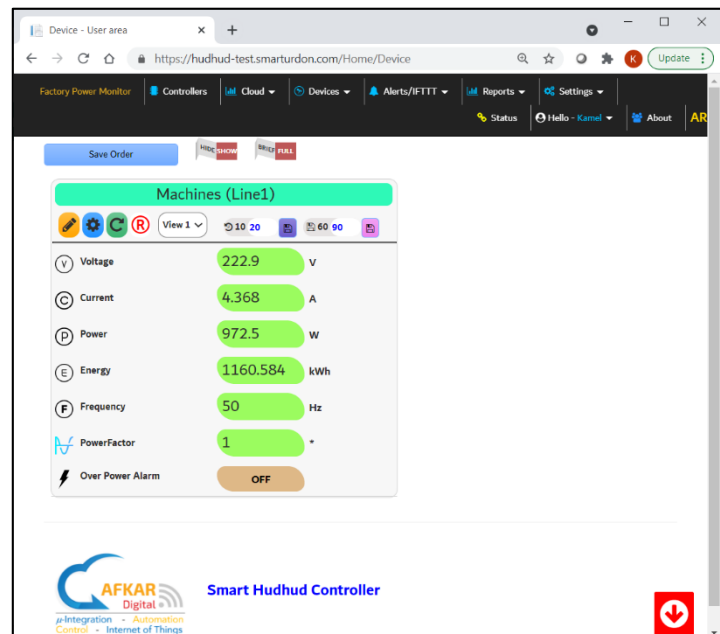 Device - User area
https://hudhud-test.smarturdon.com/Home/Device
K
Update
Factory Power Monitor Controllers Cloud Devices Alerts/IFTTT Reports Settings
Status Hello - Kamel About AR
Save Order HIDE SHOW BRIEF FULL
Machines (Line1)
C R View 1 10 20 60 90
V Voltage 222.9 V
C Current 4.368 A
P Power 972.5 W
E Energy 1160.584 kWh
F Frequency 50 Hz
PowerFactor 1 *
Over Power Alarm OFF
AFKAR
Digital
Smart Hudhud Controller
µ-Integration - Automation
Control - Internet of Things